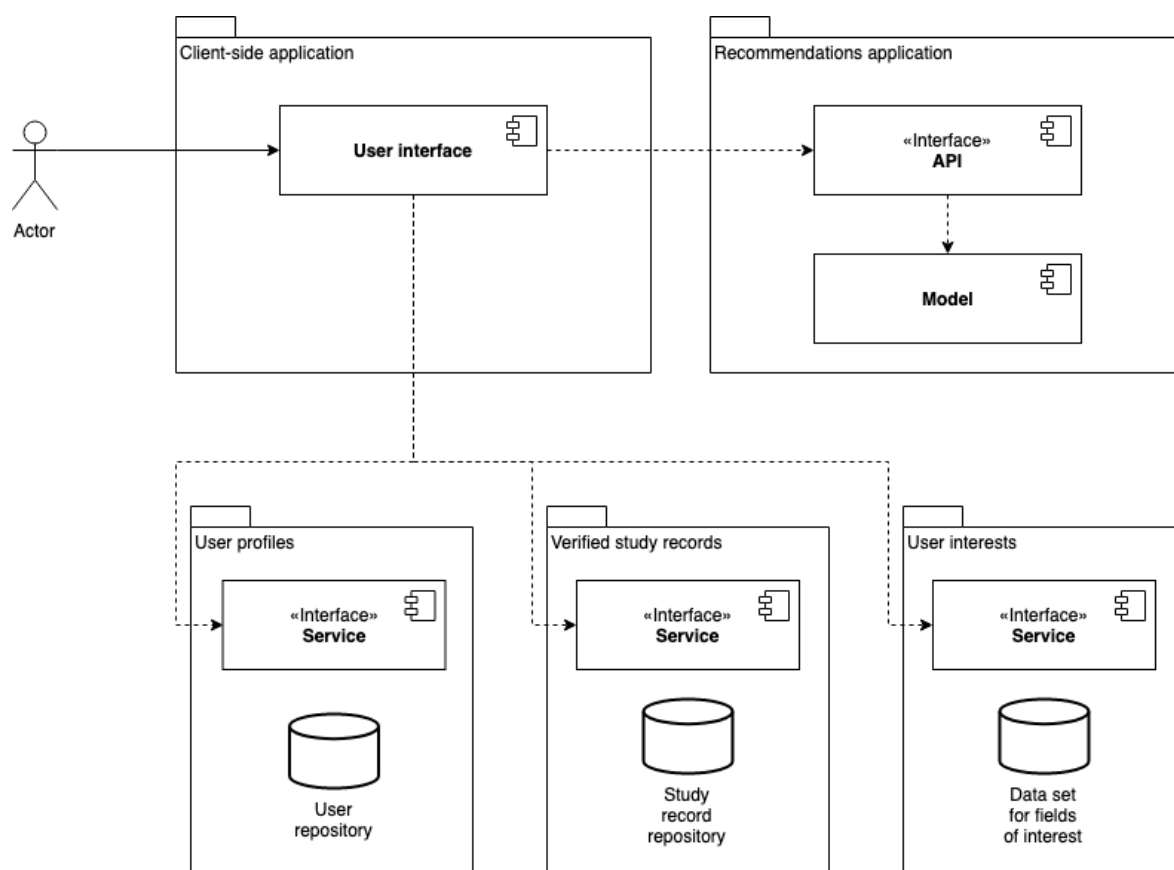 Client-side application
Recommendations application
User interface
«Interface»
API
Actor
Model
User profiles
Verified study records
User interests
«Interface»
Service
«Interface»
Service
«Interface»
Service
User
repository
Study
record
repository
Data set
for fields
of interest